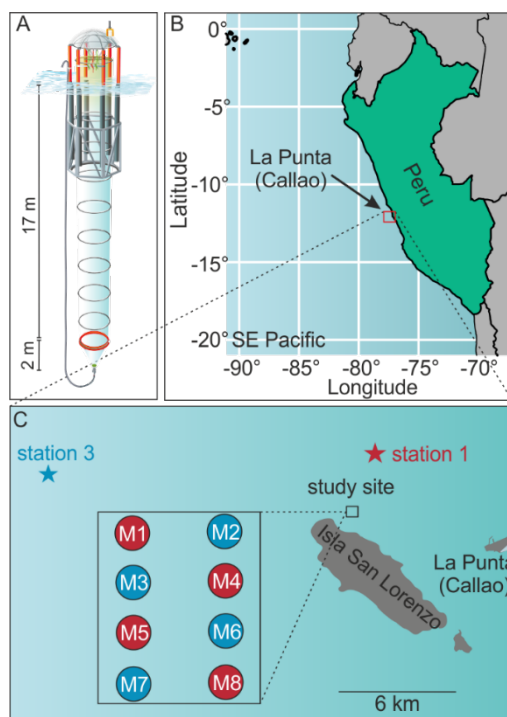 A
17 m
2 m
B
0°
-5°
-10°
-15°
-20°
Latitude
La Punta
(Callao)
Peru
SE Pacific
-90° -85° -80° -75° -70°
Longitude
C
station 3
station 1
study site
M1 M2
M3 M4
M5 M6
M7 M8
Isla San Lorenzo
La Punta
(Callao)
6 km